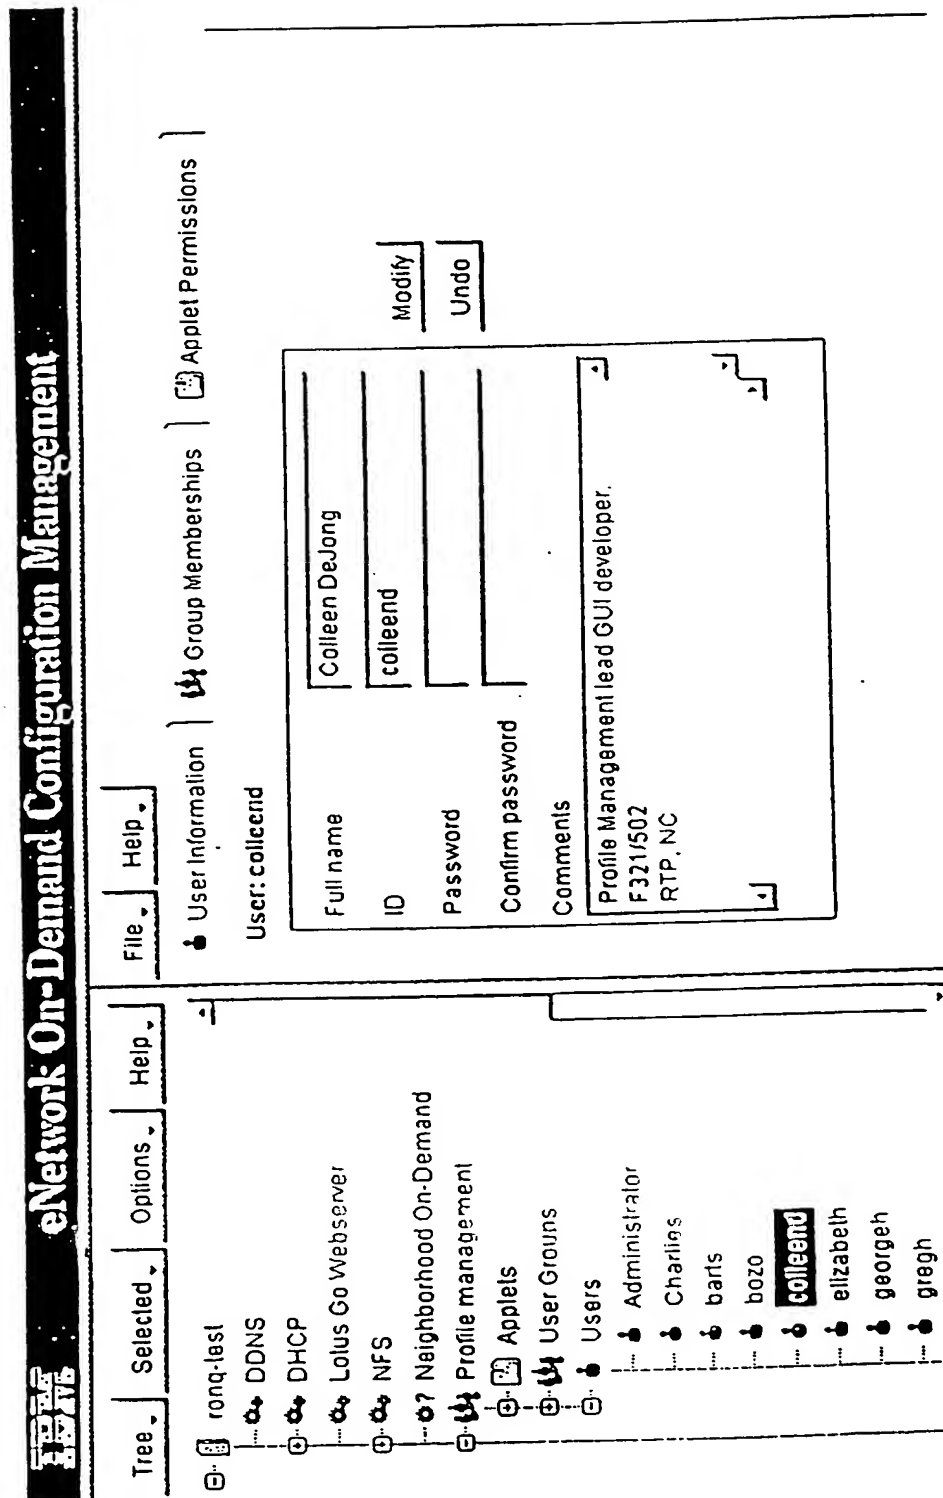 IBM eNetwork On-Demand Configuration Management
Tree Selected Options Help
ronq-test
DDNS
DHCP
Lotus Go Webserver
NFS
? Neighborhood On-Demand
Profile management
Applets
User Groups
Users
Administrator
Charlies
barts
bozo
colleend
elizabeth
georgeh
gregh
File Help
User Information Group Memberships Applet Permissions
User: colleend
Full name Colleen DeJong
ID colleend
Password
Confirm password
Modify
Undo
Comments
Profile Management lead GUI developer.
F321/502
RTP, NC